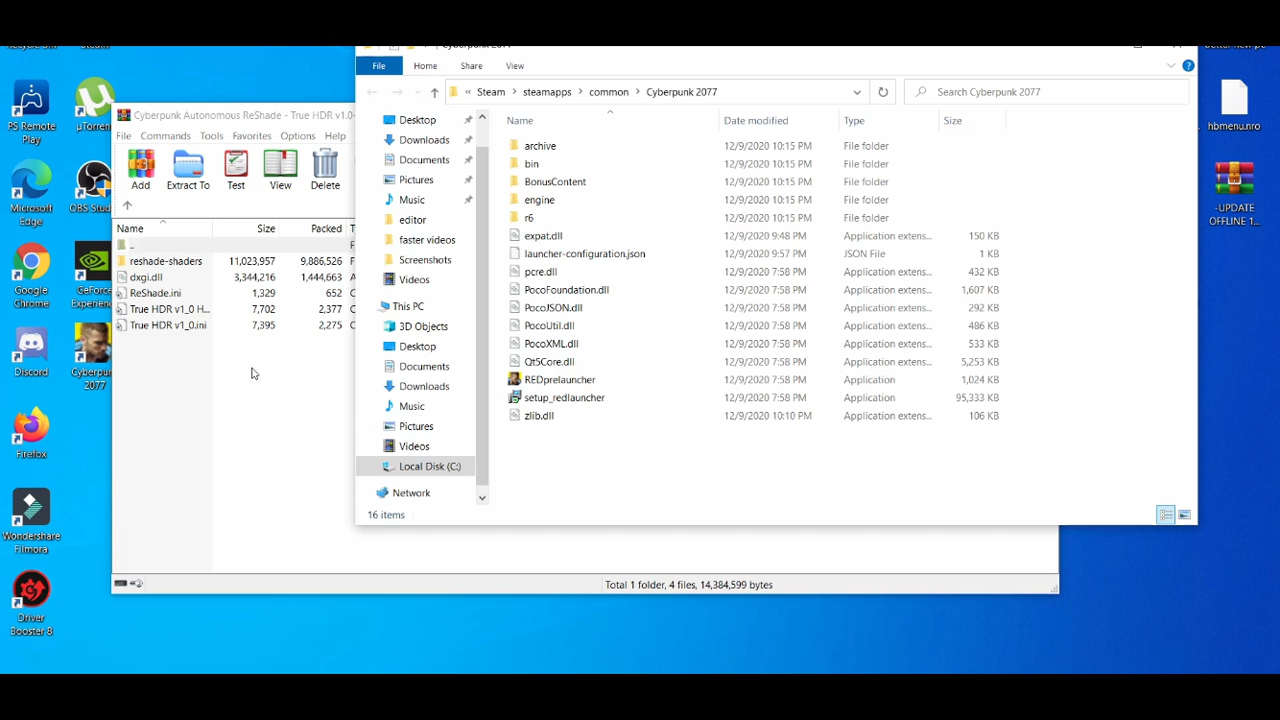 Cyberpunk 2077
File Home Share View
Steam steamapps common Cyberpunk 2077
Search Cyberpunk 2077
PS Remote
Play
µTorrent
Microsoft
Edge
OBS Stud
Google
Chrome
GeForce
Experienc
Discord
Cyberpu
2077
Firefox
Wondershare
Filmora
Driver
Booster 8
Cyberpunk Autonomous ReShade - True HDR v1.0-
File Commands Tools Favorites Options Help
Add Extract To Test View Delete
Name Size Packed T
.. F
reshade-shaders 11,023,957 9,886,526 F
dxgi.dll 3,344,216 1,444,663 A
ReShade.ini 1,329 652 C
True HDR v1_0 H... 7,702 2,377 C
True HDR v1_0.ini 7,395 2,275 C
Total 1 folder, 4 files, 14,384,599 bytes
Desktop
Downloads
Documents
Pictures
Music
editor
faster videos
Screenshots
Videos
This PC
3D Objects
Desktop
Documents
Downloads
Music
Pictures
Videos
Local Disk (C:)
Network
16 items
Name Date modified Type Size
archive 12/9/2020 10:15 PM File folder
bin 12/9/2020 10:15 PM File folder
BonusContent 12/9/2020 10:15 PM File folder
engine 12/9/2020 10:15 PM File folder
r6 12/9/2020 10:15 PM File folder
expat.dll 12/9/2020 9:48 PM Application extens... 150 KB
launcher-configuration.json 12/9/2020 9:57 PM JSON File 1 KB
pcre.dll 12/9/2020 7:58 PM Application extens... 432 KB
PocoFoundation.dll 12/9/2020 7:58 PM Application extens... 1,607 KB
PocoJSON.dll 12/9/2020 7:58 PM Application extens... 292 KB
PocoUtil.dll 12/9/2020 7:58 PM Application extens... 486 KB
PocoXML.dll 12/9/2020 7:58 PM Application extens... 533 KB
Qt5Core.dll 12/9/2020 7:58 PM Application extens... 5,253 KB
REDprelauncher 12/9/2020 7:58 PM Application 1,024 KB
setup_redlauncher 12/9/2020 7:58 PM Application 95,333 KB
zlib.dll 12/9/2020 10:10 PM Application extens... 106 KB
hbmenu.nro
-UPDATE
OFFLINE 1...